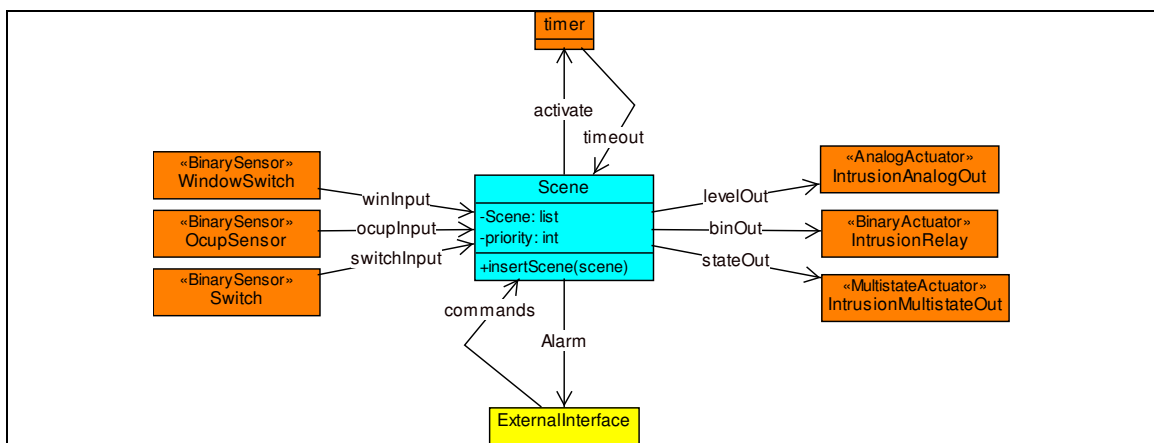 timer
activate
timeout
«BinarySensor»
WindowSwitch
winInput
«BinarySensor»
OcupSensor
ocupInput
«BinarySensor»
Switch
switchInput
Scene
-Scene: list
-priority: int
+insertScene(scene)
levelOut
«AnalogActuator»
IntrusionAnalogOut
binOut
«BinaryActuator»
IntrusionRelay
stateOut
«MultistateActuator»
IntrusionMultistateOut
commands
Alarm
ExternalInterface